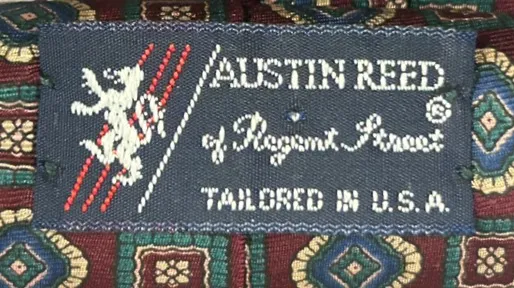 AUSTIN REED®
of Regent Street
TAILORED IN U.S.A.